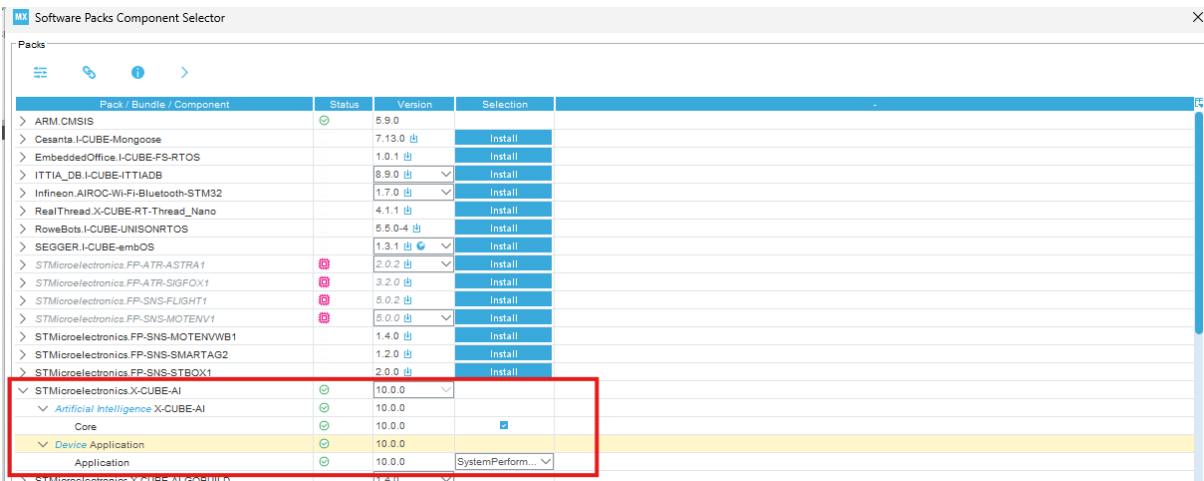 MX Software Packs Component Selector
Packs
Pack / Bundle / Component Status Version Selection -
ARM.CMSIS 5.9.0
Cesanta.I-CUBE-Mongoose 7.13.0 Install
EmbeddedOffice.I-CUBE-FS-RTOS 1.0.1 Install
ITTIA_DB.I-CUBE-ITTIADB 8.9.0 Install
Infineon.AIROC-Wi-Fi-Bluetooth-STM32 1.7.0 Install
RealThread.X-CUBE-RT-Thread_Nano 4.1.1 Install
RoweBots.I-CUBE-UNISONRTOS 5.5.0-4 Install
SEGGER.I-CUBE-embOS 1.3.1 Install
STMicroelectronics.FP-ATR-ASTRA1 2.0.2 Install
STMicroelectronics.FP-ATR-SIGFOX1 3.2.0 Install
STMicroelectronics.FP-SNS-FLIGHT1 5.0.2 Install
STMicroelectronics.FP-SNS-MOTENV1 5.0.0 Install
STMicroelectronics.FP-SNS-MOTENVWB1 1.4.0 Install
STMicroelectronics.FP-SNS-SMARTAG2 1.2.0 Install
STMicroelectronics.FP-SNS-STBOX1 2.0.0 Install
STMicroelectronics.X-CUBE-AI 10.0.0
Artificial Intelligence X-CUBE-AI 10.0.0
Core 10.0.0
Device Application 10.0.0
Application 10.0.0 SystemPerform...
STMicroelectronics.X-CUBE-ALGOBUILD 1.4.0